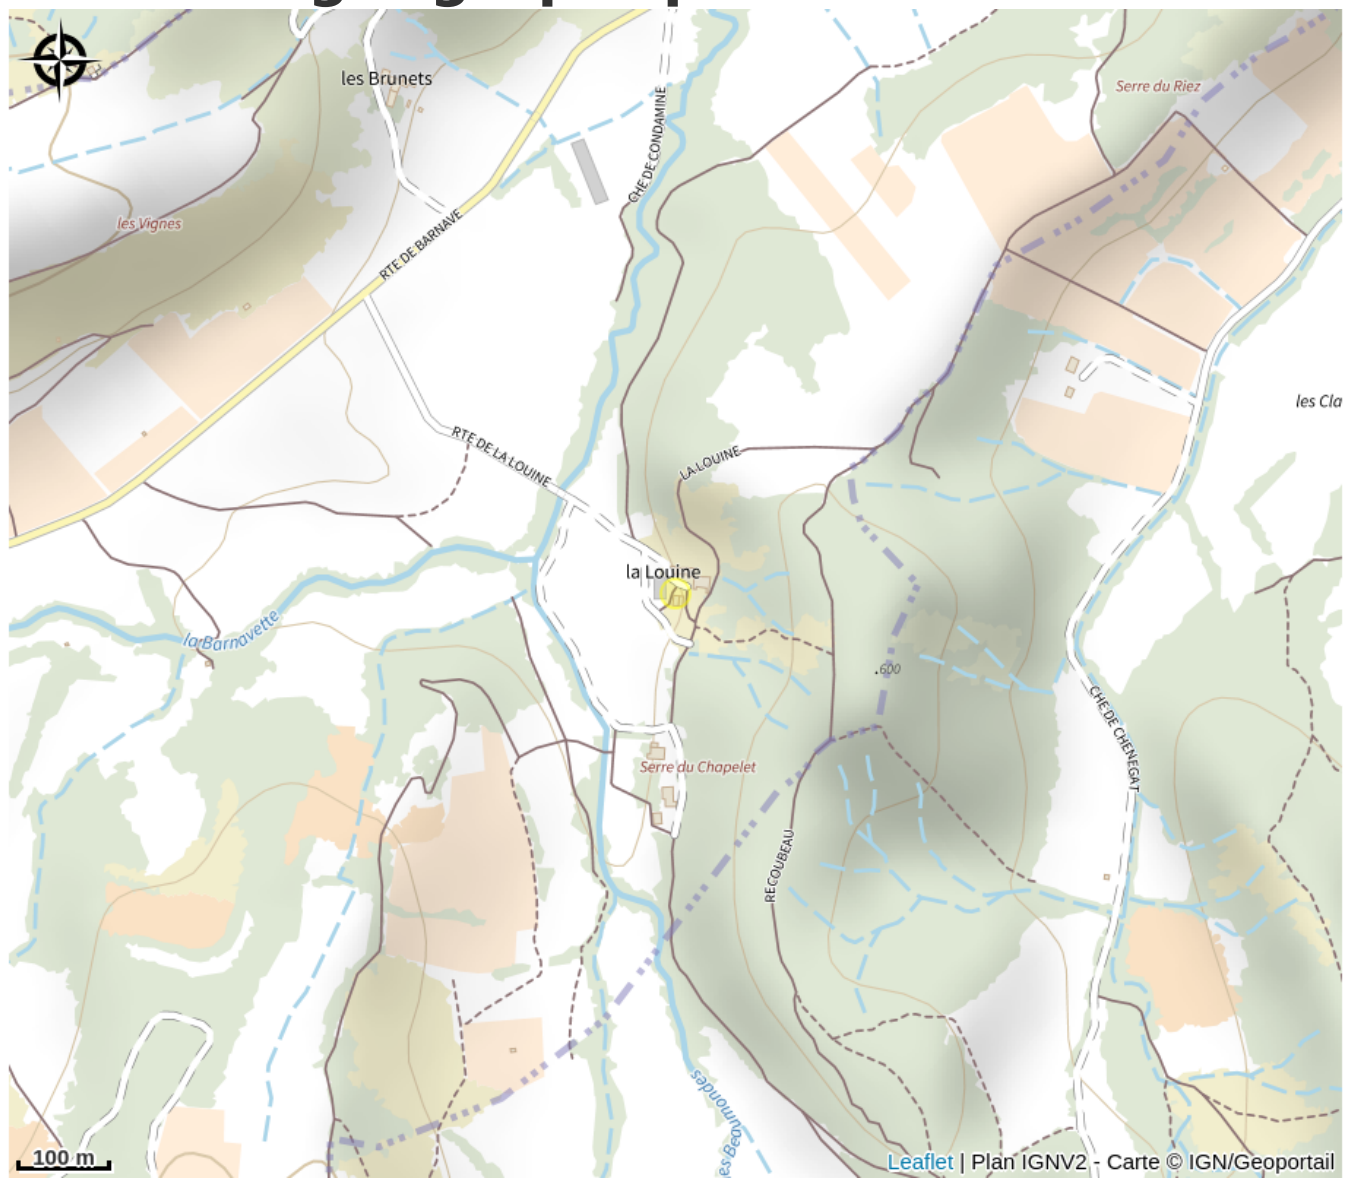 les Brunets
Serre du Riez
CHE DE CONDAMINE
les Vignes
RTE DE BARNAVE
les Cla
RTE DE LA LOUINE
LA LOUINE
la Louine
la Barnavette
.600
CHE DE CHENEGAT
Serre du Chapelet
RECOUBEAU
es Beaumondes
100 m
Leaflet | Plan IGNV2 - Carte © IGN/Geoportail